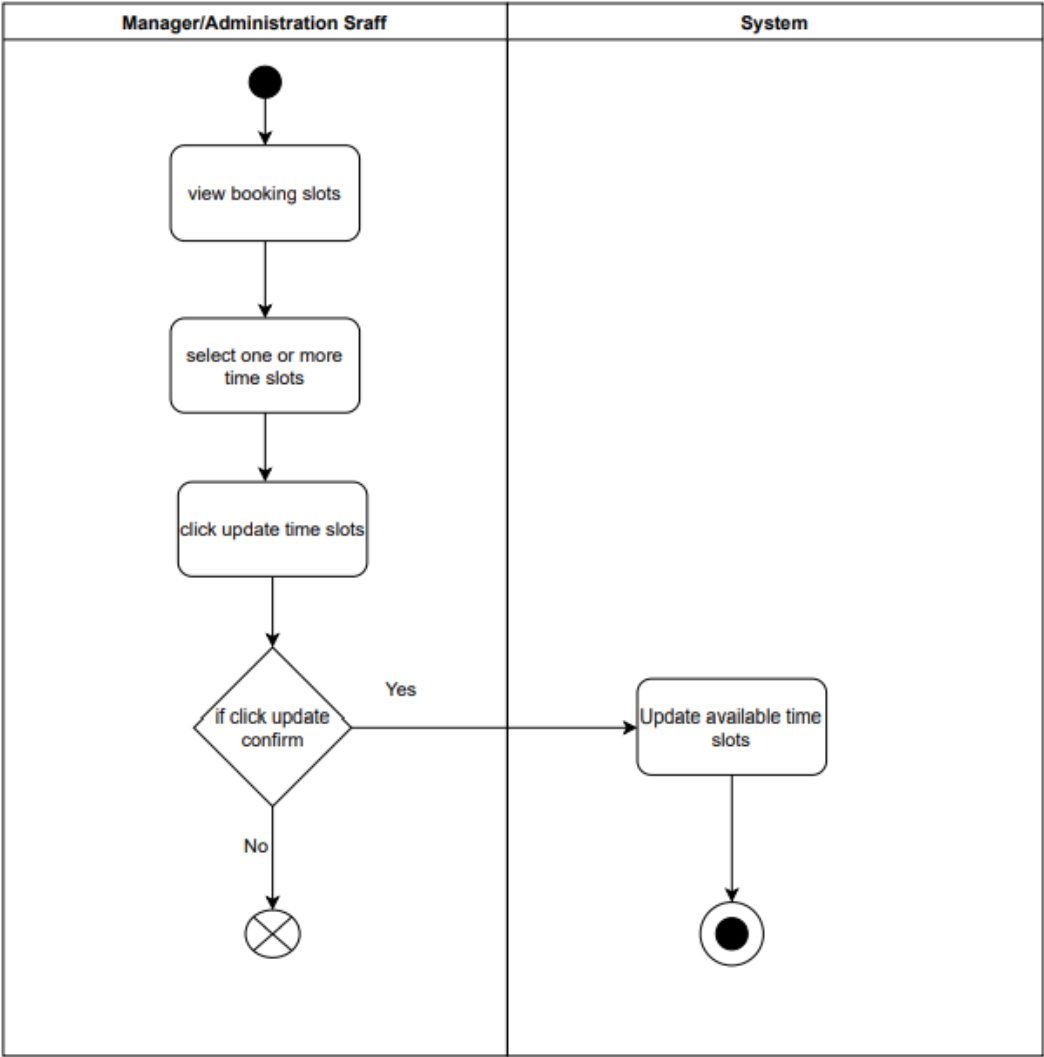 Manager/Administration Sraff
System
view booking slots
select one or more
time slots
click update time slots
if click update
confirm
Yes
Update available time
slots
No